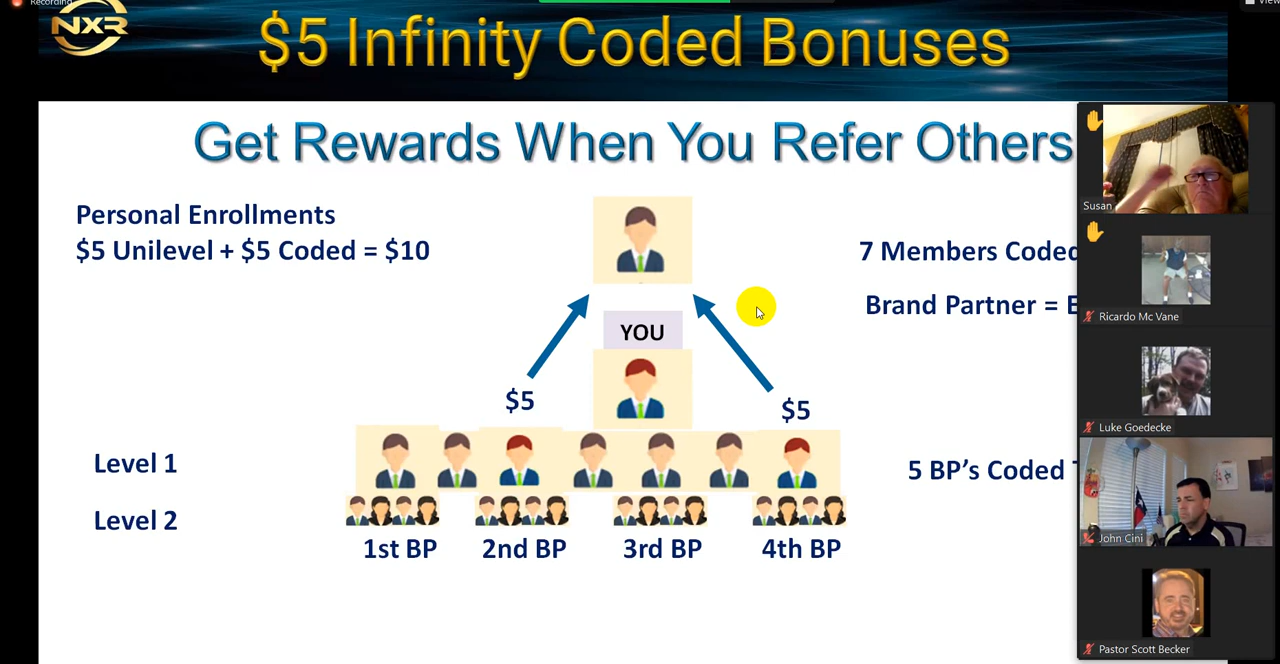 Recording
View
NXR
$5 Infinity Coded Bonuses
Get Rewards When You Refer Others
Personal Enrollments
$5 Unilevel + $5 Coded = $10
7 Members Coded
Brand Partner =
YOU
$5
$5
Level 1
5 BP's Coded
Level 2
1st BP
2nd BP
3rd BP
4th BP
Susan
Ricardo Mc Vane
Luke Goedecke
John Cini
Pastor Scott Becker